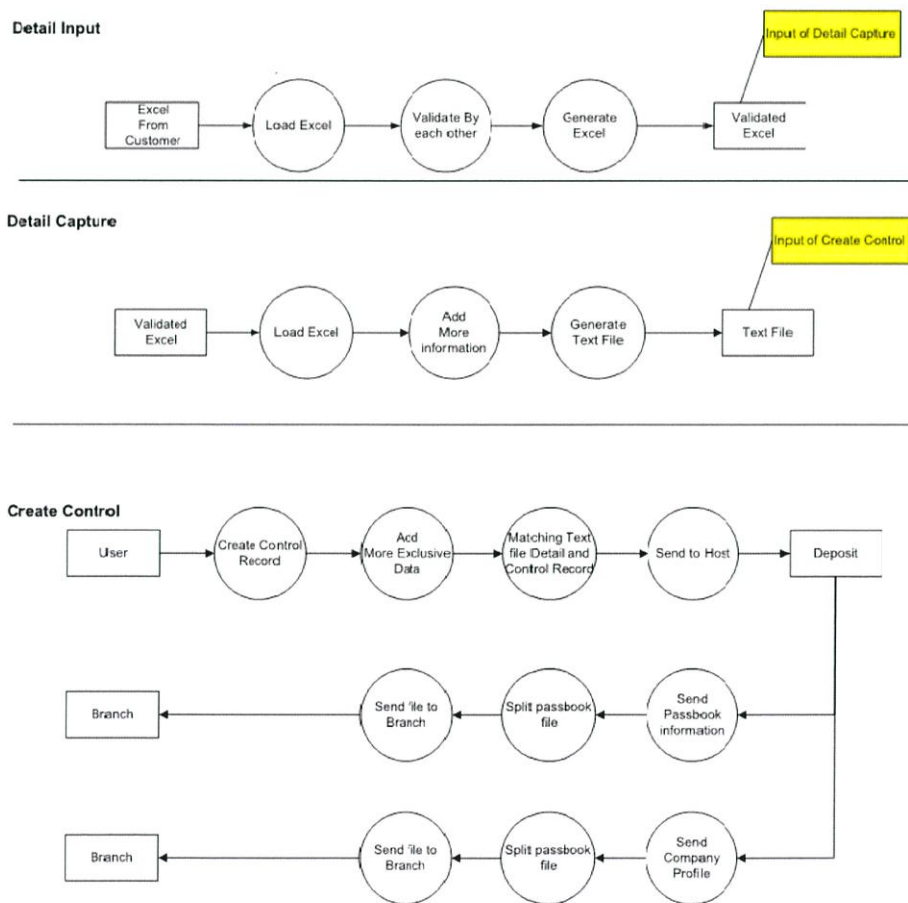 Detail Input
Input of Detail Capture
Excel
From
Customer
Load Excel
Validate By
each other
Generate
Excel
Validated
Excel
Detail Capture
Input of Create Control
Validated
Excel
Load Excel
Add
More
information
Generate
Text File
Text File
Create Control
User
Create Control
Record
Add
More Exclusive
Data
Matching Text
file Detail and
Control Record
Send to Host
Deposit
Branch
Send file to
Branch
Split passbook
file
Send
Passbook
information
Branch
Send file to
Branch
Split passbook
file
Send
Company
Profile